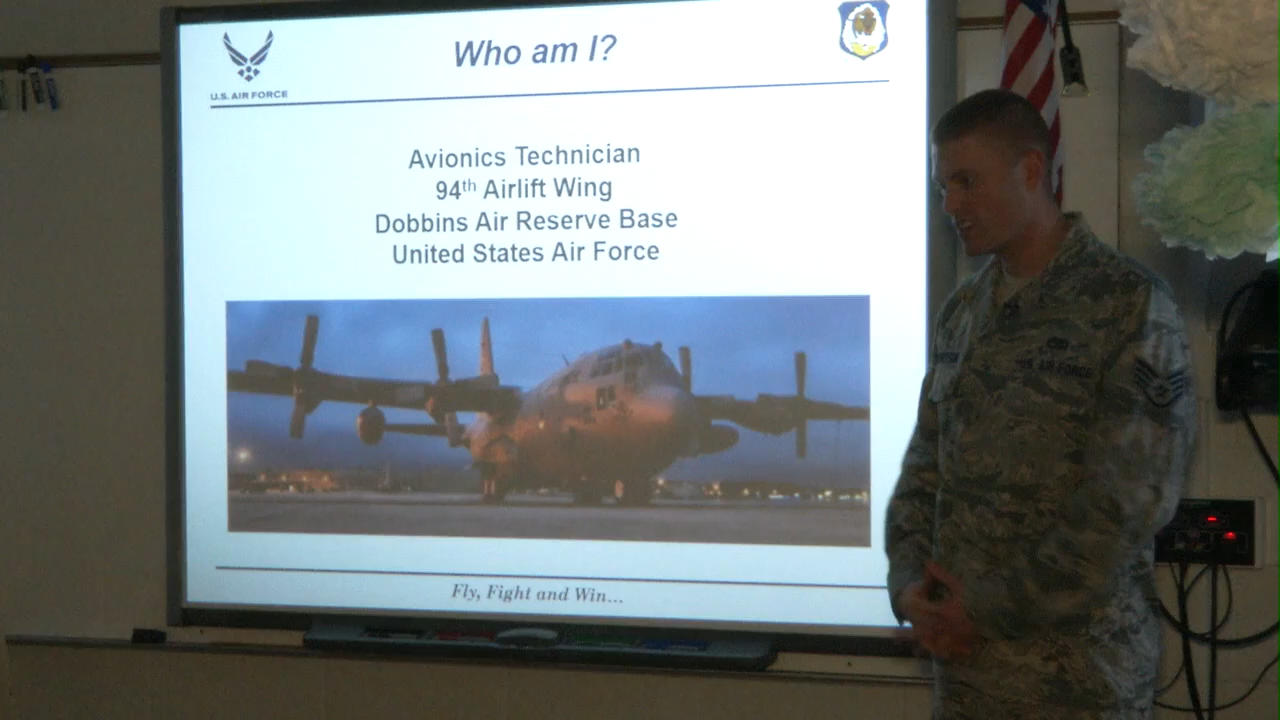 Who am I?
U.S. AIR FORCE
Avionics Technician
94th Airlift Wing
Dobbins Air Reserve Base
United States Air Force
Fly, Fight and Win...
U.S. AIR FORCE